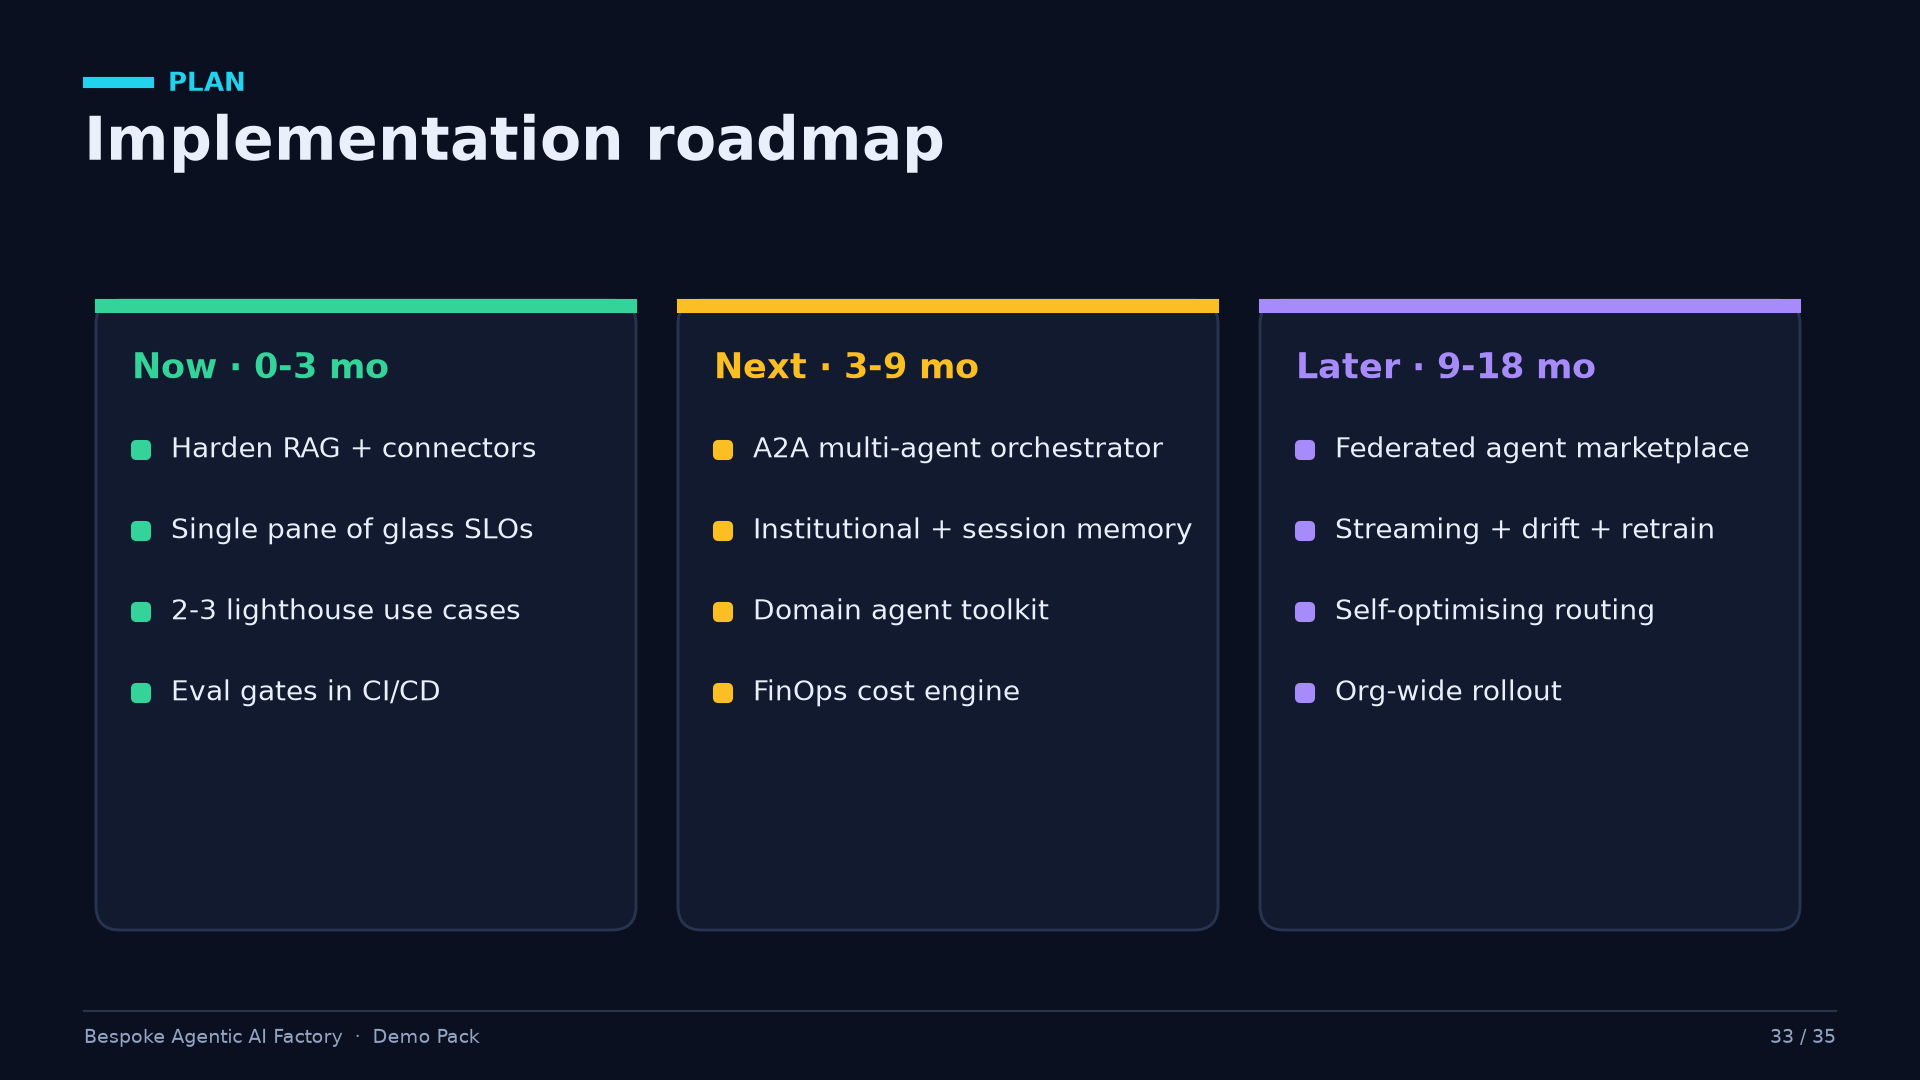 PLAN
Implementation roadmap
Now · 0-3 mo
Harden RAG + connectors
Single pane of glass SLOs
2-3 lighthouse use cases
Eval gates in CI/CD
Next · 3-9 mo
A2A multi-agent orchestrator
Institutional + session memory
Domain agent toolkit
FinOps cost engine
Later · 9-18 mo
Federated agent marketplace
Streaming + drift + retrain
Self-optimising routing
Org-wide rollout
Bespoke Agentic AI Factory · Demo Pack
33 / 35